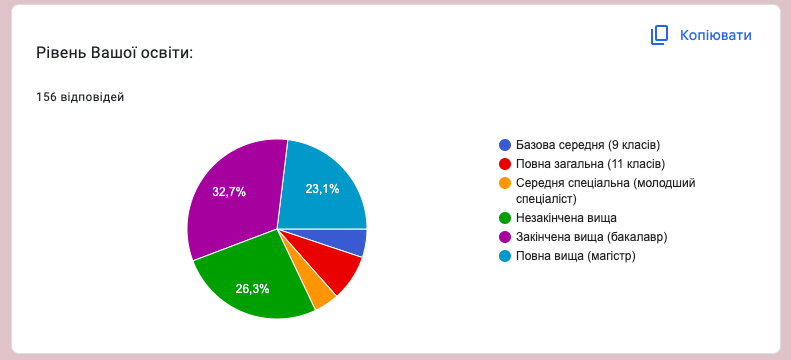 Копіювати
Рівень Вашої освіти:
156 відповідей
32,7%
23,1%
26,3%
Базова середня (9 класів)
Повна загальна (11 класів)
Середня спеціальна (молодший
спеціаліст)
Незакінчена вища
Закінчена вища (бакалавр)
Повна вища (магістр)